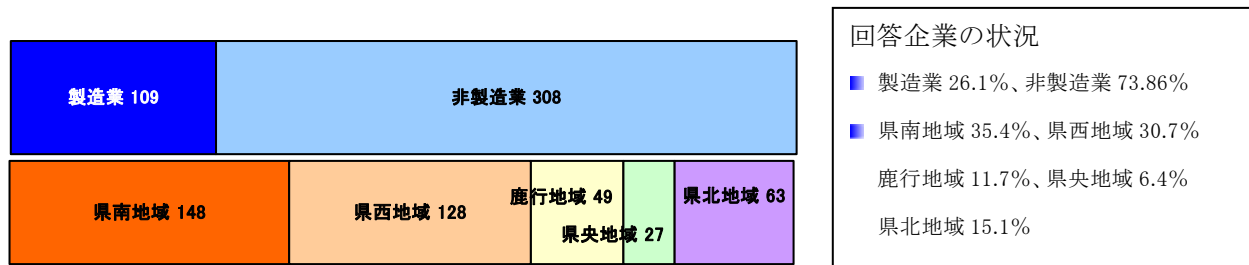 製造業 109
非製造業 308
県南地域 148
県西地域 128
鹿行地域 49
県央地域 27
県北地域 63
回答企業の状況
製造業 26.1%、非製造業 73.86%
県南地域 35.4%、県西地域 30.7%
鹿行地域 11.7%、県央地域 6.4%
県北地域 15.1%